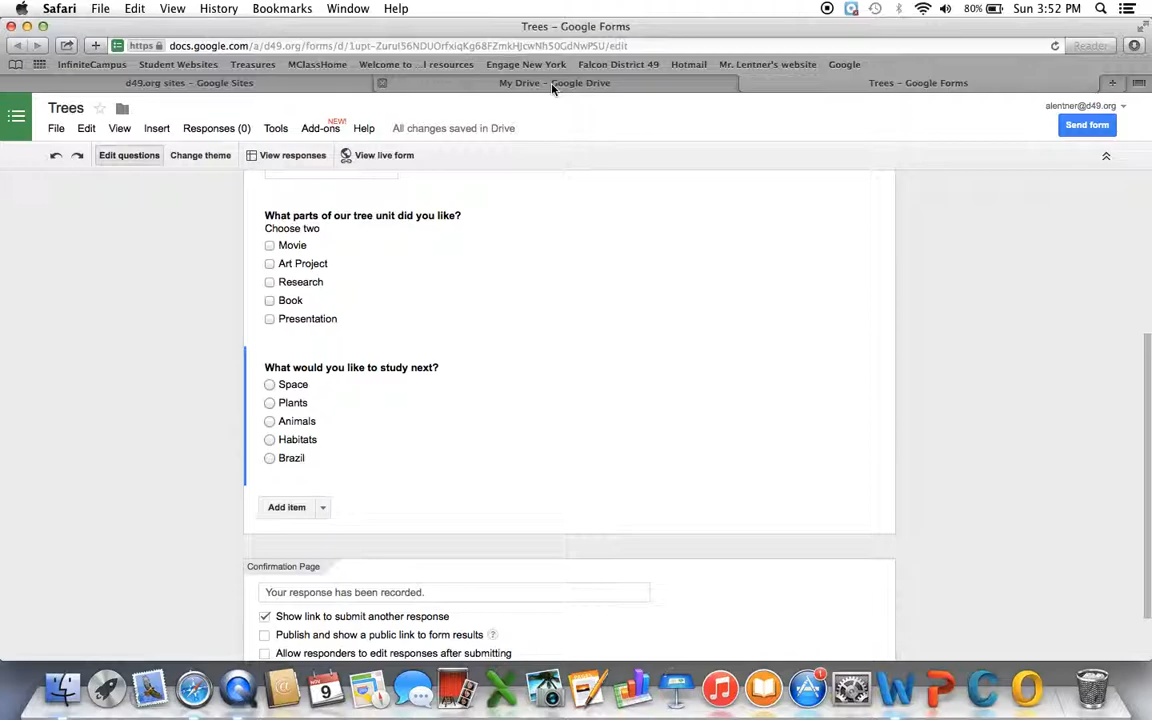 Safari File Edit View History Bookmarks Window Help 80% Sun 3:52 PM
Trees – Google Forms
https docs.google.com/a/d49.org/forms/d/1upt-ZuruI56NDUOrfxiqKg68FZmkHJcwNh50GdNwPSU/edit Reader
InfiniteCampus Student Websites Treasures MClassHome Welcome to ...l resources Engage New York Falcon District 49 Hotmail Mr. Lentner's website Google
d49.org sites – Google Sites My Drive – Google Drive Trees – Google Forms
Trees alentner@d49.org
NEW!
File Edit View Insert Responses (0) Tools Add-ons Help All changes saved in Drive Send form
Edit questions Change theme View responses View live form
What parts of our tree unit did you like?
Choose two
Movie
Art Project
Research
Book
Presentation
What would you like to study next?
Space
Plants
Animals
Habitats
Brazil
Add item
Confirmation Page
Your response has been recorded.
Show link to submit another response
Publish and show a public link to form results ?
Allow responders to edit responses after submitting
NOV
9
1